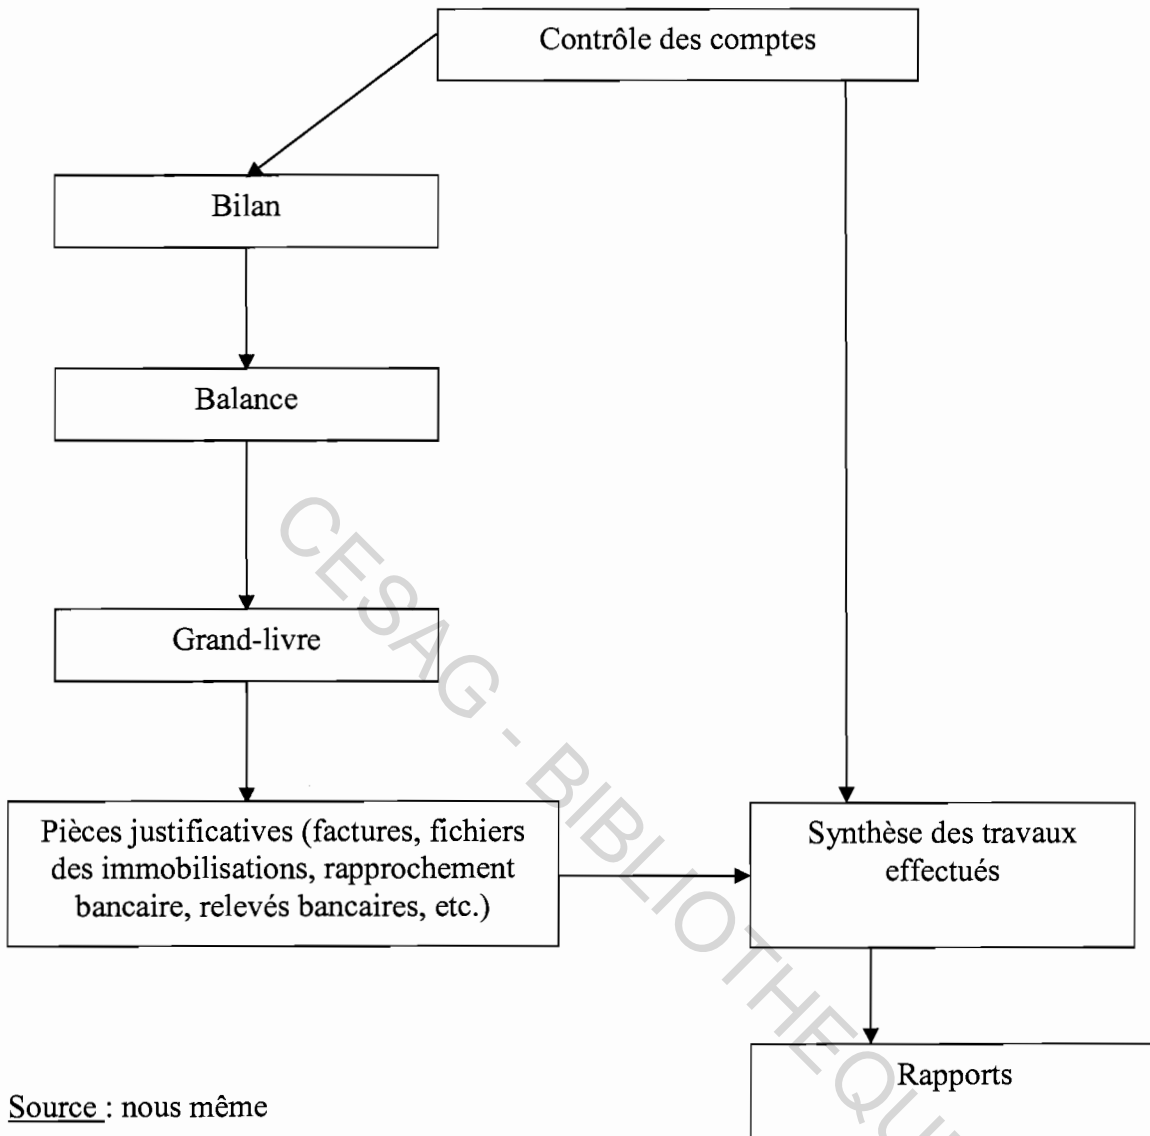 Contrôle des comptes
Bilan
Balance
Grand-livre
Pièces justificatives (factures, fichiers
des immobilisations, rapprochement
bancaire, relevés bancaires, etc.)
Synthèse des travaux
effectués
Rapports
Source : nous même
CESAG - BIBLIOTHEQU